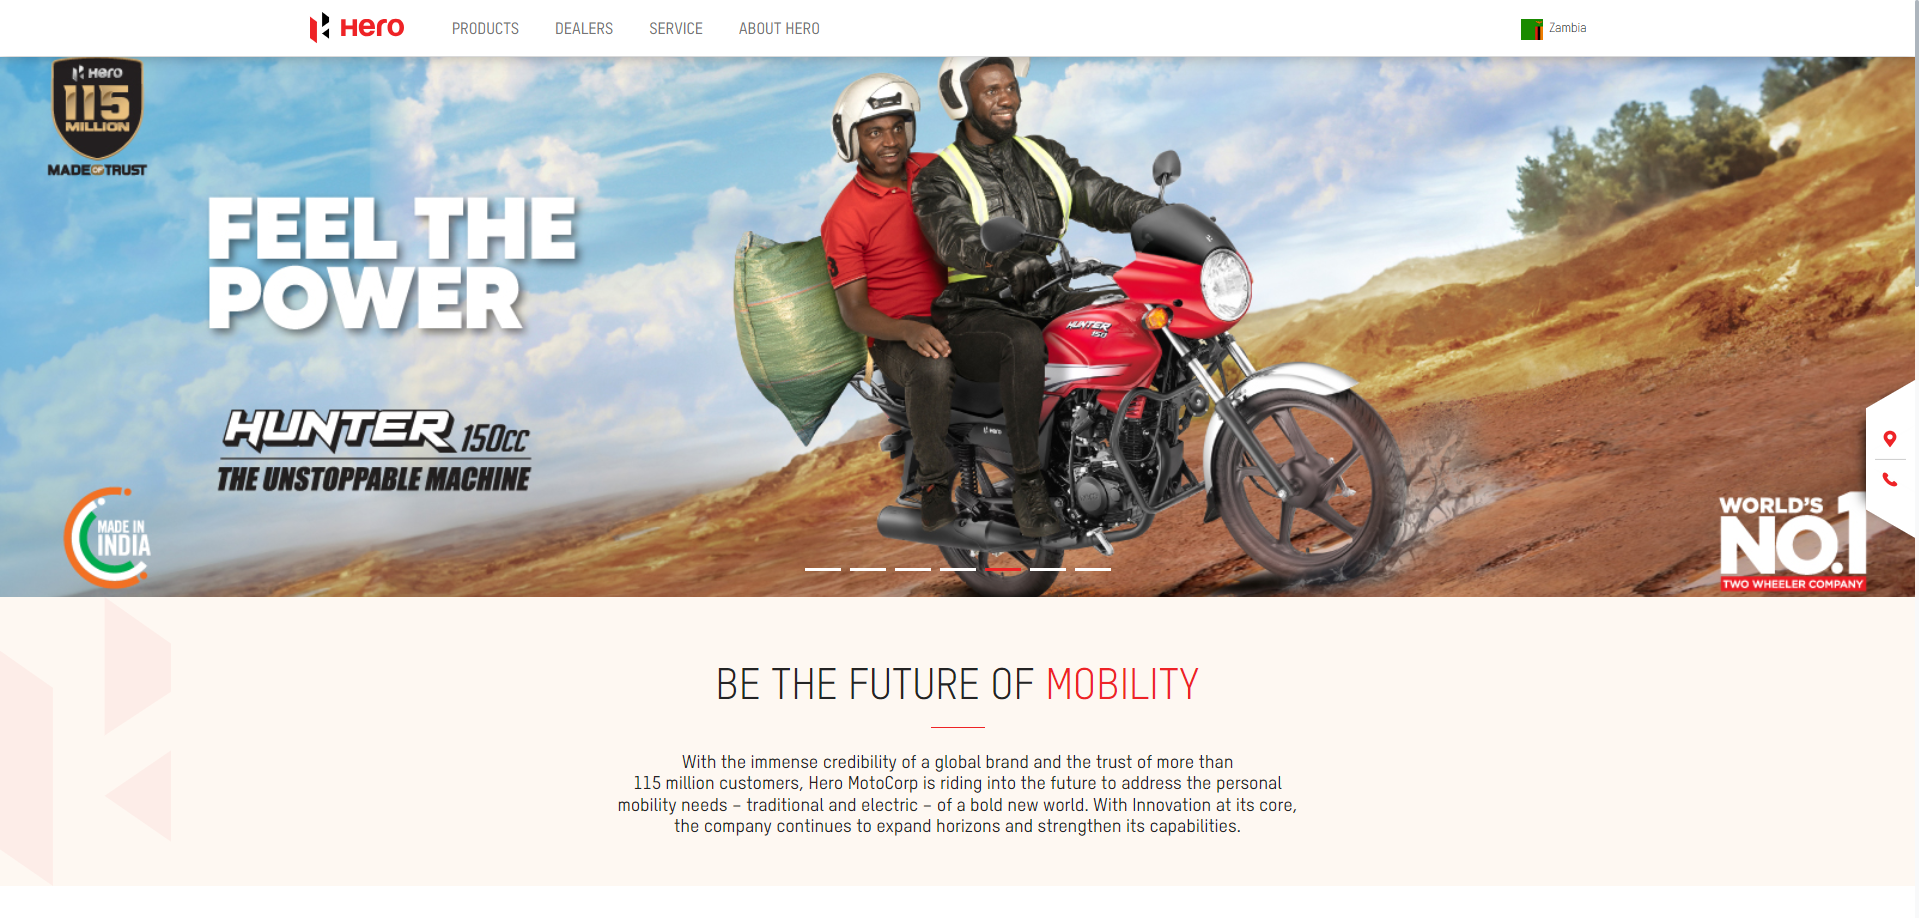 Hero
PRODUCTS
DEALERS
SERVICE
ABOUT HERO
Zambia
Hero
115
MILLION
MADE OF TRUST
FEEL THE
POWER
HUNTER 150CC
THE UNSTOPPABLE MACHINE
HUNTER
150
Hero
MADE IN
INDIA
WORLD'S
NO.1
TWO WHEELER COMPANY
BE THE FUTURE OF MOBILITY
With the immense credibility of a global brand and the trust of more than
115 million customers, Hero MotoCorp is riding into the future to address the personal
mobility needs – traditional and electric – of a bold new world. With Innovation at its core,
the company continues to expand horizons and strengthen its capabilities.